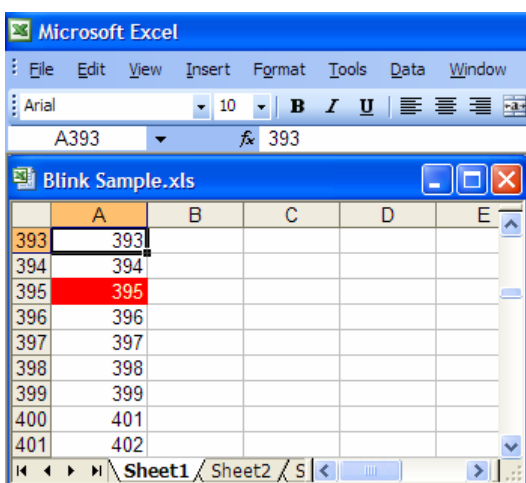 Microsoft Excel
File Edit View Insert Format Tools Data Window
Arial 10 B I U a
A393 fx 393
Blink Sample.xls
A B C D E
393 393
394 394
395 395
396 396
397 397
398 398
399 399
400 401
401 402
Sheet1 Sheet2 S